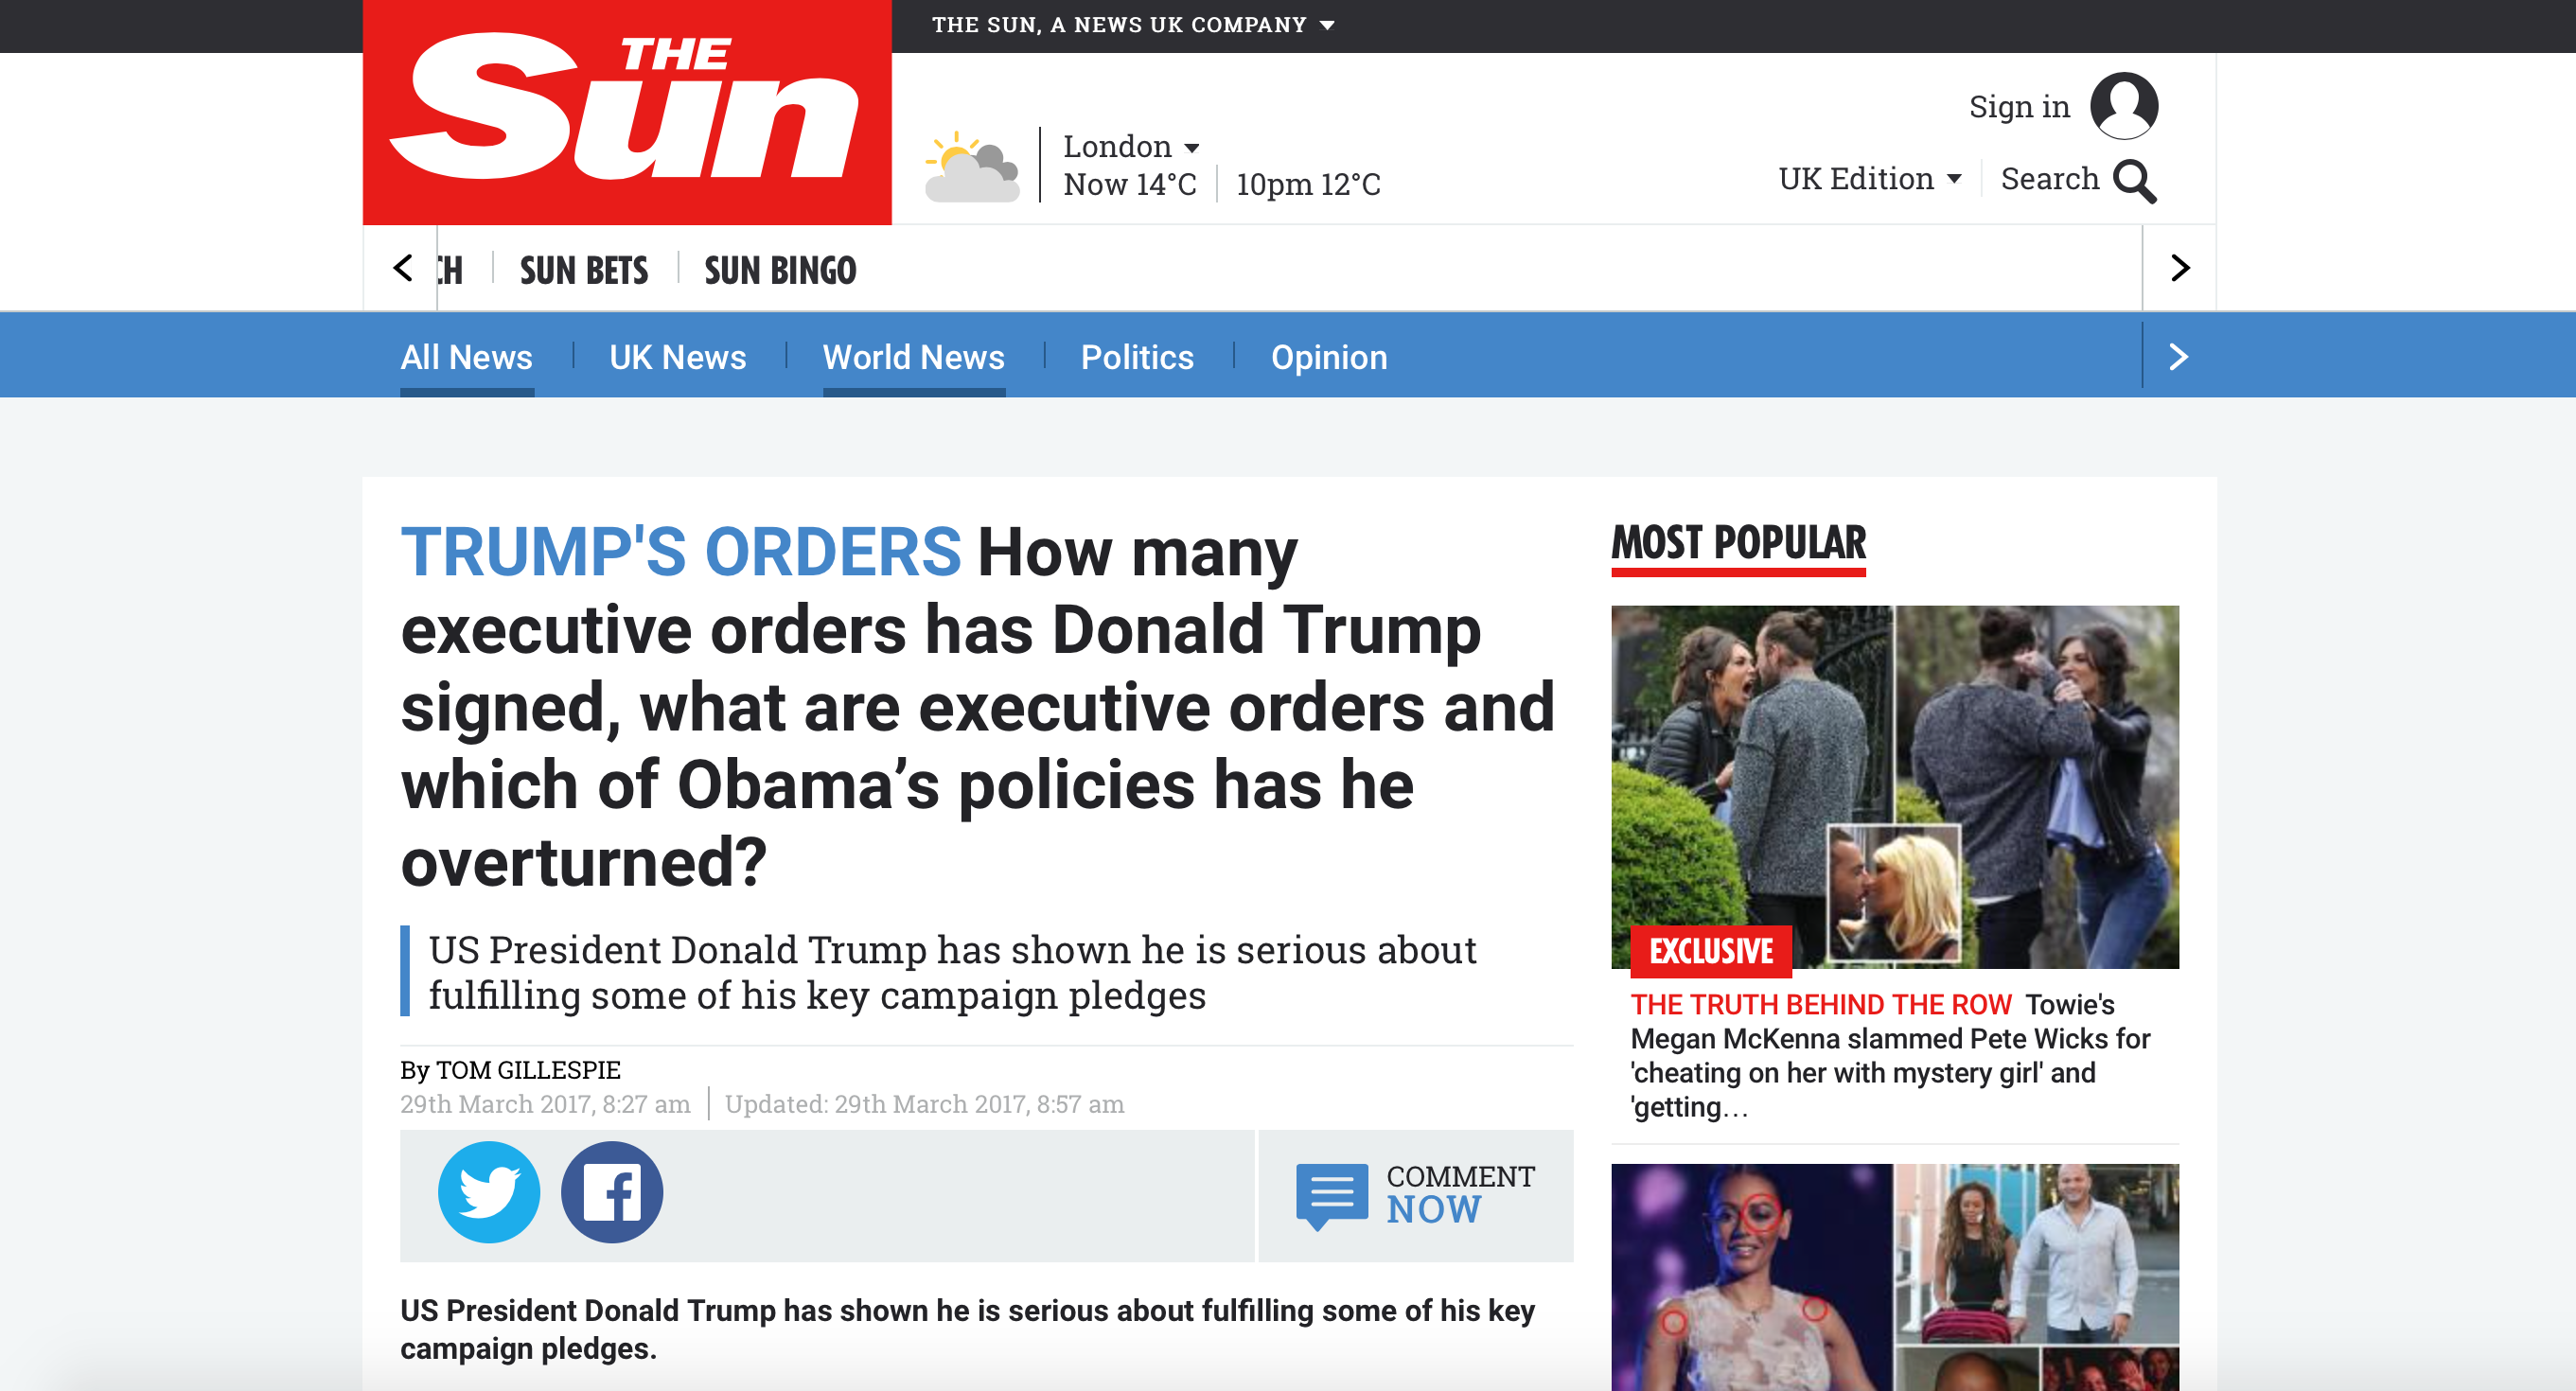 THE SUN, A NEWS UK COMPANY
THE
Sun
Sign in
London
Now 14°C
10pm 12°C
UK Edition
Search
CH
SUN BETS
SUN BINGO
All News
UK News
World News
Politics
Opinion
TRUMP'S ORDERS How many
executive orders has Donald Trump
signed, what are executive orders and
which of Obama’s policies has he
overturned?
US President Donald Trump has shown he is serious about
fulfilling some of his key campaign pledges
By TOM GILLESPIE
29th March 2017, 8:27 am
Updated: 29th March 2017, 8:57 am
COMMENT
NOW
US President Donald Trump has shown he is serious about fulfilling some of his key
campaign pledges.
MOST POPULAR
EXCLUSIVE
THE TRUTH BEHIND THE ROW Towie's
Megan McKenna slammed Pete Wicks for
'cheating on her with mystery girl' and
'getting…